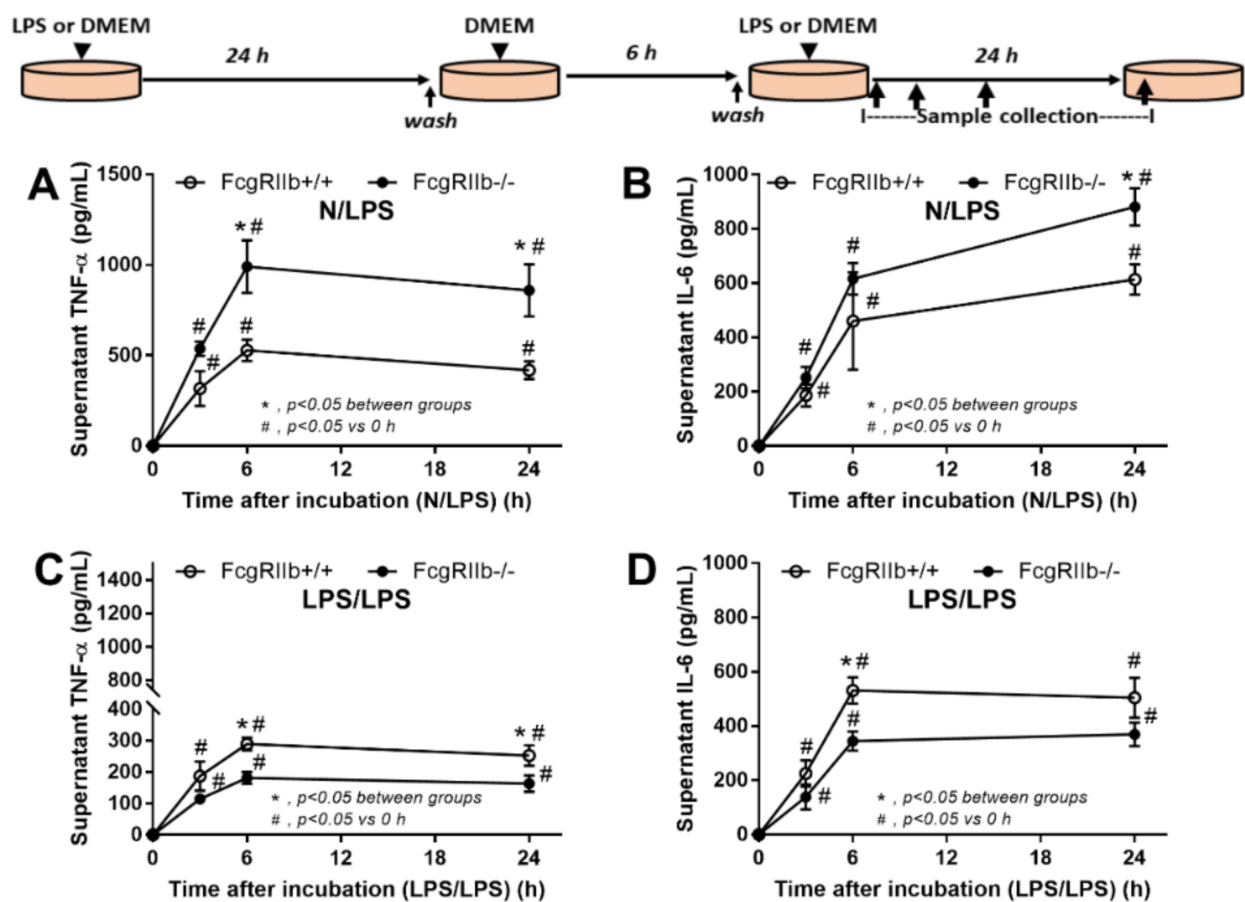 LPS or DMEM
DMEM
LPS or DMEM
24 h
6 h
24 h
wash
wash
I-------Sample collection------I
A
FcgRIIb+/+
FcgRIIb-/-
N/LPS
Supernatant TNF-α (pg/mL)
1500
1000
500
0
*#
* #
#
#
#
#
* , p<0.05 between groups
# , p<0.05 vs 0 h
0 6 12 18 24
Time after incubation (N/LPS) (h)
B
FcgRIIb+/+
FcgRIIb-/-
N/LPS
Supernatant IL-6 (pg/mL)
1000
800
600
400
200
0
*#
#
#
#
#
#
* , p<0.05 between groups
# , p<0.05 vs 0 h
0 6 12 18 24
Time after incubation (N/LPS) (h)
C
FcgRIIb+/+
FcgRIIb-/-
LPS/LPS
Supernatant TNF-α (pg/mL)
1400
1200
1000
800
400
300
200
100
0
*#
*#
#
#
#
#
* , p<0.05 between groups
# , p<0.05 vs 0 h
0 6 12 18 24
Time after incubation (LPS/LPS) (h)
D
FcgRIIb+/+
FcgRIIb-/-
LPS/LPS
Supernatant IL-6 (pg/mL)
1000
800
600
400
200
0
*#
#
#
#
#
#
* , p<0.05 between groups
# , p<0.05 vs 0 h
0 6 12 18 24
Time after incubation (LPS/LPS) (h)